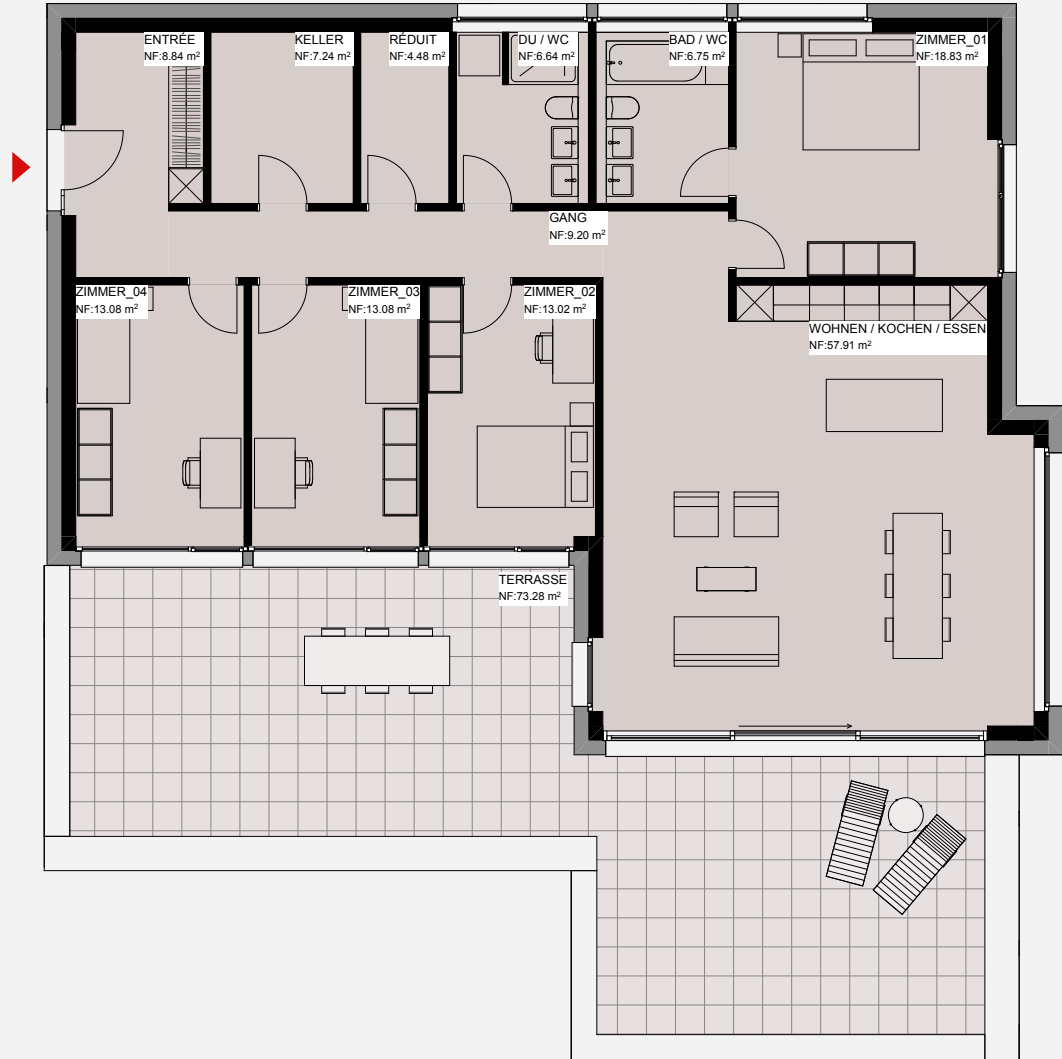 ENTRÉE
NF:8.84 m²
KELLER
NF:7.24 m²
RÉDUIT
NF:4.48 m²
DU / WC
NF:6.64 m²
BAD / WC
NF:6.75 m²
ZIMMER_01
NF:18.83 m²
GANG
NF:9.20 m²
ZIMMER_04
NF:13.08 m²
ZIMMER_03
NF:13.08 m²
ZIMMER_02
NF:13.02 m²
WOHNEN / KOCHEN / ESSEN
NF:57.91 m²
TERRASSE
NF:73.28 m²